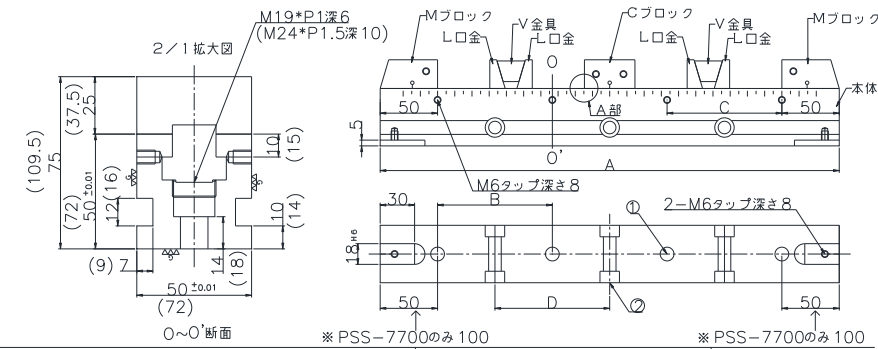 M19*P1深6
(M24*P1.5深10)
2/1拡大図
(37.5)
25
(109.5)
75
(72)
50±0.01
12(16)
10
(15)
10
(14)
14
(18)
(9) 7
50±0.01
(72)
O~O'断面
Mブロック
V金具
L口金
L口金
Cブロック
V金具
L口金
L口金
Mブロック
本体
O
A部
50
C
50
5
O'
A
M6タップ深さ8
30
B
①
2-M6タップ深さ8
18H6
50
D
②
50
※ PSS-7700のみ100
※ PSS-7700のみ100